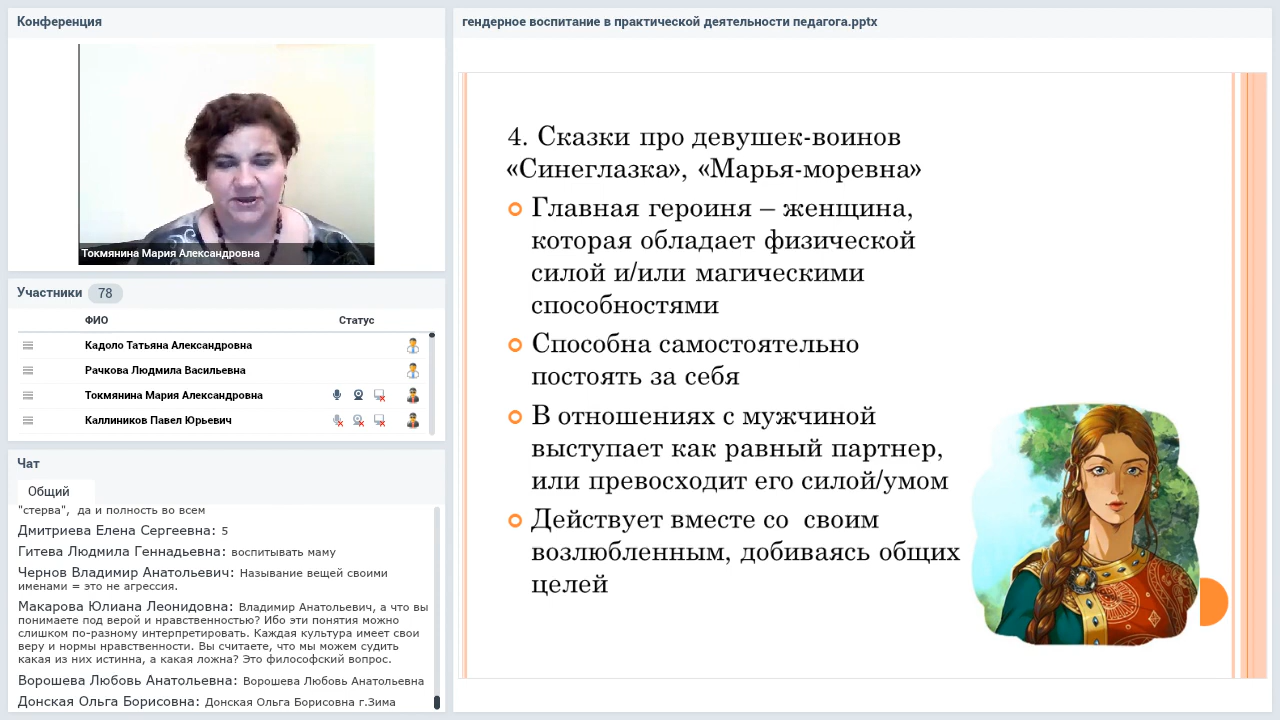 Конференция
Токмянина Мария Александровна
Участники 78
ФИО Статус
Кадоло Татьяна Александровна
Рачкова Людмила Васильевна
Токмянина Мария Александровна
Каллиников Павел Юрьевич
Чат
Общий
"стерва", да и полность во всем
Дмитриева Елена Сергеевна: 5
Гитева Людмила Геннадьевна: воспитывать маму
Чернов Владимир Анатольевич: Называние вещей своими
именами = это не агрессия.
Макарова Юлиана Леонидовна: Владимир Анатольевич, а что вы
понимаете под верой и нравственностью? Ибо эти понятия можно
слишком по-разному интерпретировать. Каждая культура имеет свои
веру и нормы нравственности. Вы считаете, что мы можем судить
какая из них истинна, а какая ложна? Это философский вопрос.
Ворошева Любовь Анатольевна: Ворошева Любовь Анатольевна
Донская Ольга Борисовна: Донская Ольга Борисовна г.Зима
гендерное воспитание в практической деятельности педагога.pptx
4. Сказки про девушек-воинов
«Синеглазка», «Марья-моревна»
Главная героиня – женщина,
которая обладает физической
силой и/или магическими
способностями
Способна самостоятельно
постоять за себя
В отношениях с мужчиной
выступает как равный партнер,
или превосходит его силой/умом
Действует вместе со своим
возлюбленным, добиваясь общих
целей